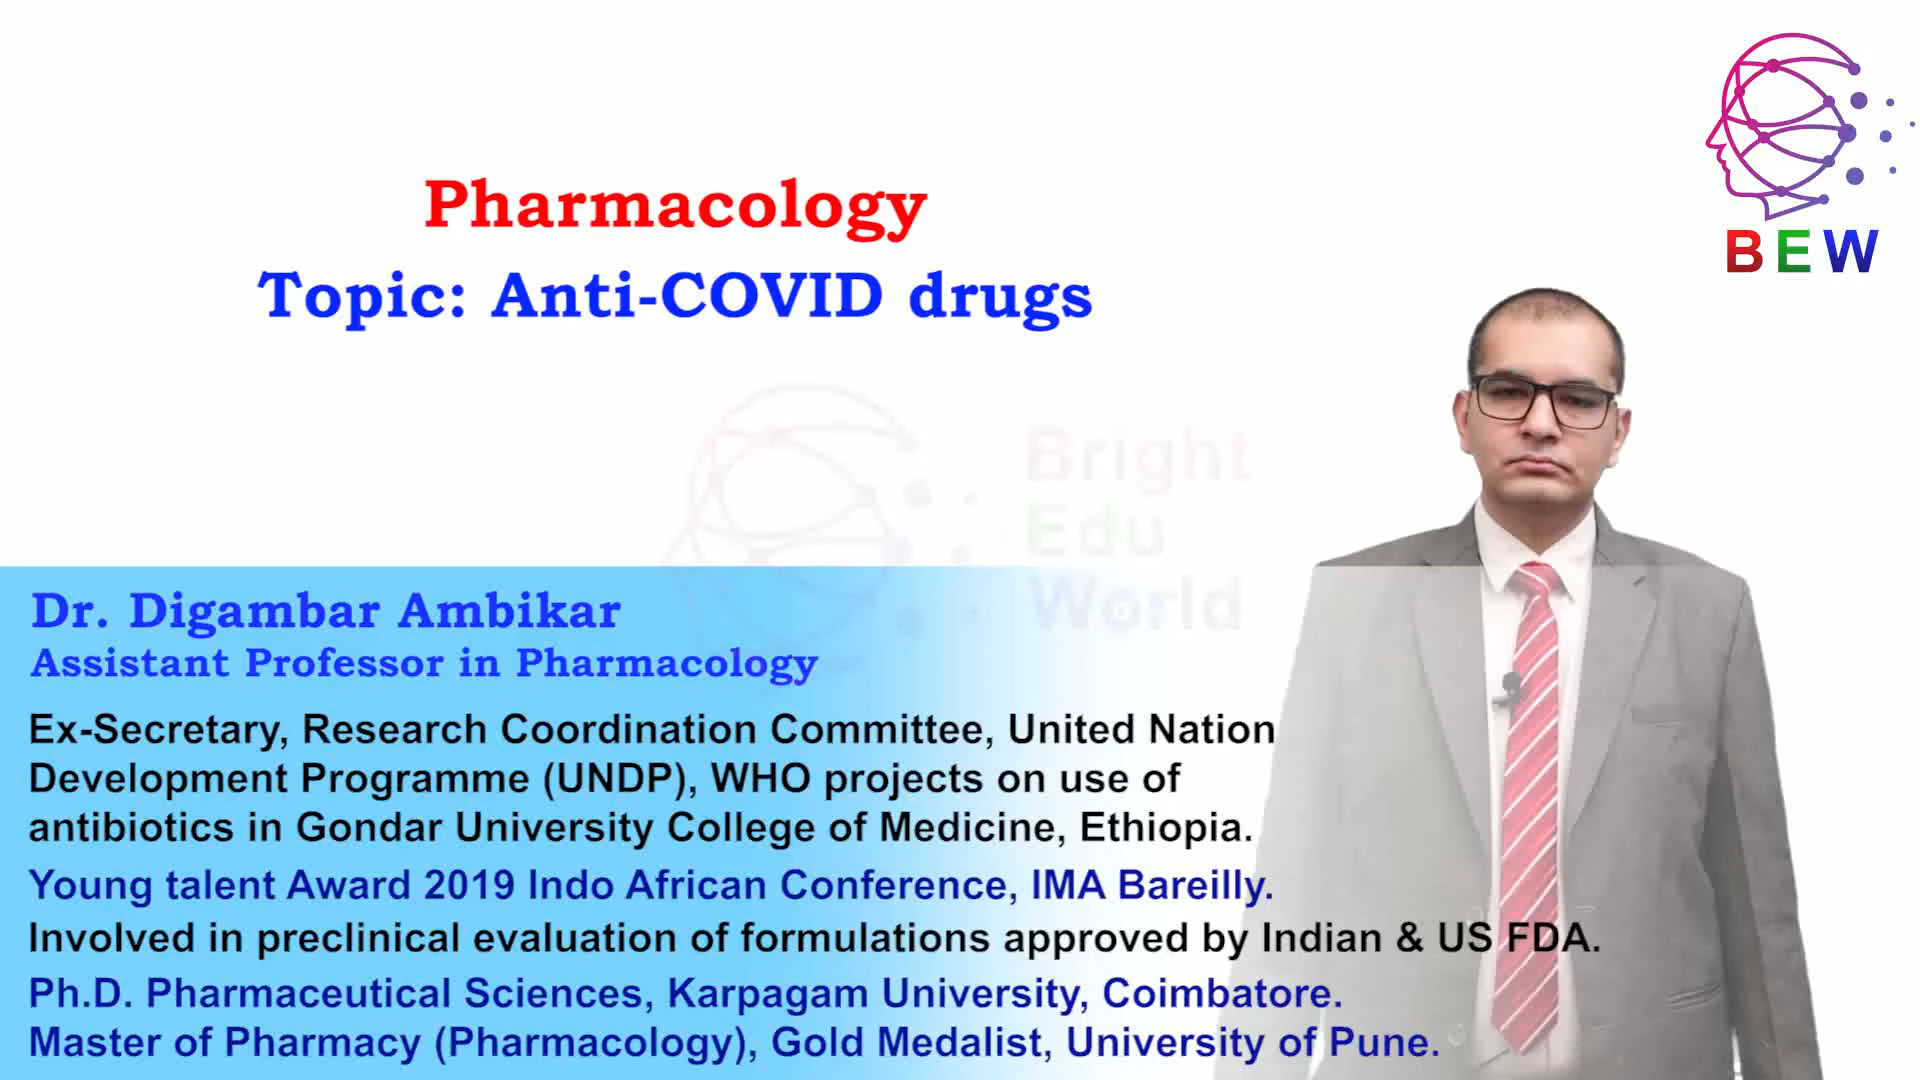 BEW
Pharmacology
Topic: Anti-COVID drugs
Bright
Edu
World
Dr. Digambar Ambikar
Assistant Professor in Pharmacology
Ex-Secretary, Research Coordination Committee, United Nation
Development Programme (UNDP), WHO projects on use of
antibiotics in Gondar University College of Medicine, Ethiopia.
Young talent Award 2019 Indo African Conference, IMA Bareilly.
Involved in preclinical evaluation of formulations approved by Indian & US FDA.
Ph.D. Pharmaceutical Sciences, Karpagam University, Coimbatore.
Master of Pharmacy (Pharmacology), Gold Medalist, University of Pune.